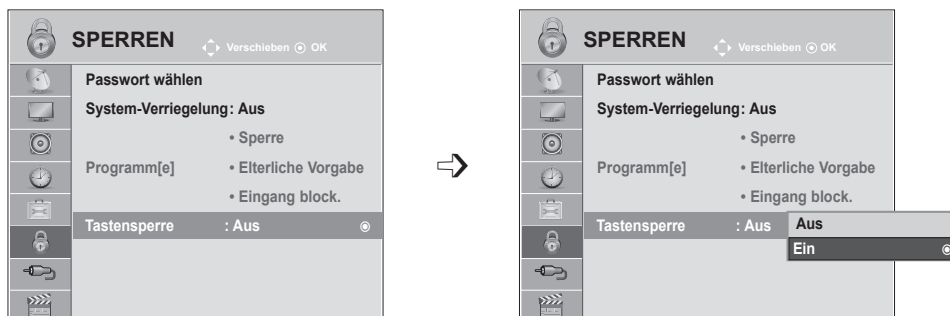 SPERREN Verschieben OK
Passwort wählen
System-Verriegelung : Aus
• Sperre
Programm[e] • Elterliche Vorgabe
• Eingang block.
Tastensperre : Aus
SPERREN Verschieben OK
Passwort wählen
System-Verriegelung : Aus
• Sperre
Programm[e] • Elterliche Vorgabe
• Eingang block.
Tastensperre : Aus
Aus
Ein